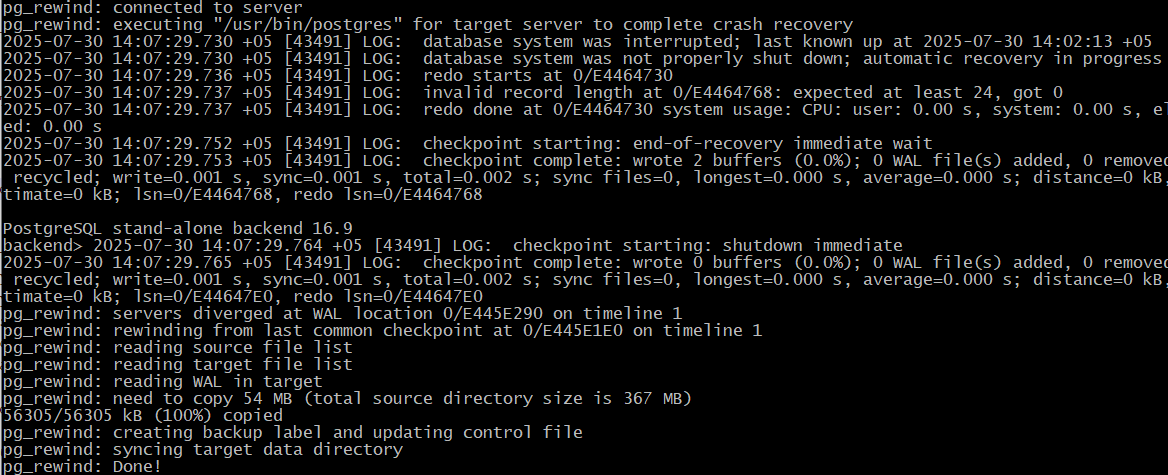 pg_rewind: connected to server
pg_rewind: executing "/usr/bin/postgres" for target server to complete crash recovery
2025-07-30 14:07:29.730 +05 [43491] LOG:  database system was interrupted; last known up at 2025-07-30 14:02:13 +05
2025-07-30 14:07:29.730 +05 [43491] LOG:  database system was not properly shut down; automatic recovery in progress
2025-07-30 14:07:29.736 +05 [43491] LOG:  redo starts at 0/E4464730
2025-07-30 14:07:29.737 +05 [43491] LOG:  invalid record length at 0/E4464768: expected at least 24, got 0
2025-07-30 14:07:29.737 +05 [43491] LOG:  redo done at 0/E4464730 system usage: CPU: user: 0.00 s, system: 0.00 s, el
ed: 0.00 s
2025-07-30 14:07:29.752 +05 [43491] LOG:  checkpoint starting: end-of-recovery immediate wait
2025-07-30 14:07:29.753 +05 [43491] LOG:  checkpoint complete: wrote 2 buffers (0.0%); 0 WAL file(s) added, 0 removed
 recycled; write=0.001 s, sync=0.001 s, total=0.002 s; sync files=0, longest=0.000 s, average=0.000 s; distance=0 kB,
timate=0 kB; lsn=0/E4464768, redo lsn=0/E4464768

PostgreSQL stand-alone backend 16.9
backend> 2025-07-30 14:07:29.764 +05 [43491] LOG:  checkpoint starting: shutdown immediate
2025-07-30 14:07:29.765 +05 [43491] LOG:  checkpoint complete: wrote 0 buffers (0.0%); 0 WAL file(s) added, 0 removed
 recycled; write=0.001 s, sync=0.001 s, total=0.002 s; sync files=0, longest=0.000 s, average=0.000 s; distance=0 kB,
timate=0 kB; lsn=0/E44647E0, redo lsn=0/E44647E0
pg_rewind: servers diverged at WAL location 0/E445E290 on timeline 1
pg_rewind: rewinding from last common checkpoint at 0/E445E1E0 on timeline 1
pg_rewind: reading source file list
pg_rewind: reading target file list
pg_rewind: reading WAL in target
pg_rewind: need to copy 54 MB (total source directory size is 367 MB)
56305/56305 kB (100%) copied
pg_rewind: creating backup label and updating control file
pg_rewind: syncing target data directory
pg_rewind: Done!